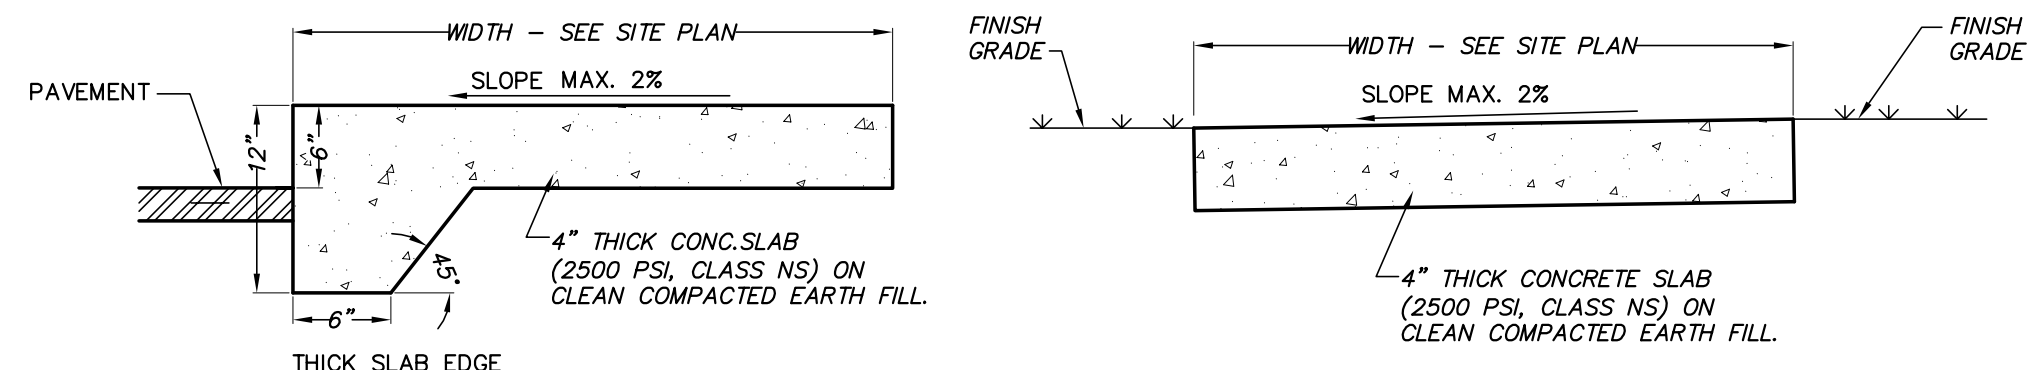 WIDTH - SEE SITE PLAN
SLOPE MAX. 2%
PAVEMENT
12"
6"
45°
4" THICK CONC.SLAB
(2500 PSI, CLASS NS) ON
CLEAN COMPACTED EARTH FILL.
6"
THICK SLAB EDGE
FINISH
GRADE
WIDTH - SEE SITE PLAN
FINISH
GRADE
SLOPE MAX. 2%
4" THICK CONCRETE SLAB
(2500 PSI, CLASS NS) ON
CLEAN COMPACTED EARTH FILL.